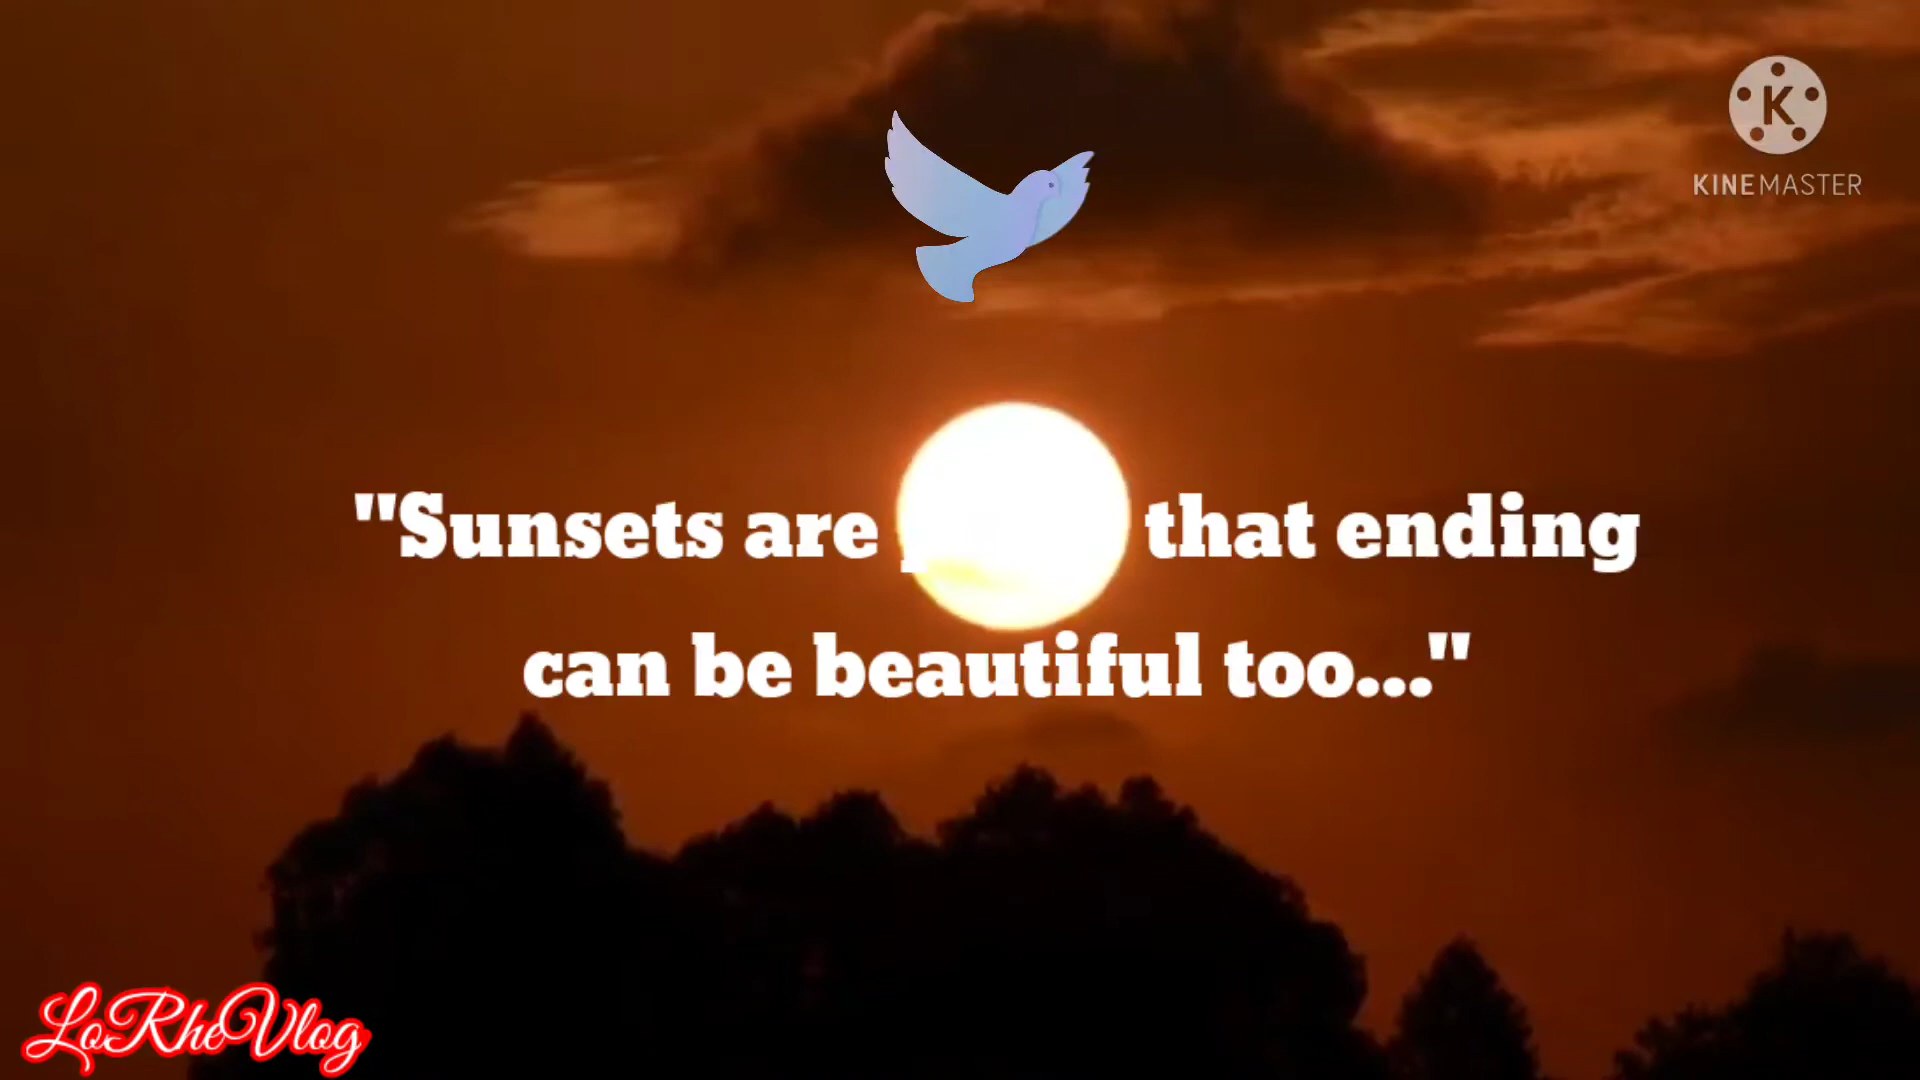 KINEMASTER
"Sunsets are that ending
can be beautiful too..."
LoRheVlog